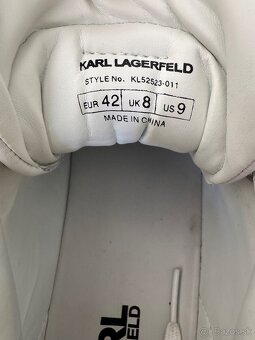 KARL LAGERFELD
STYLE No. KL52523-011
EUR 42 UK 8 US 9
MADE IN CHINA